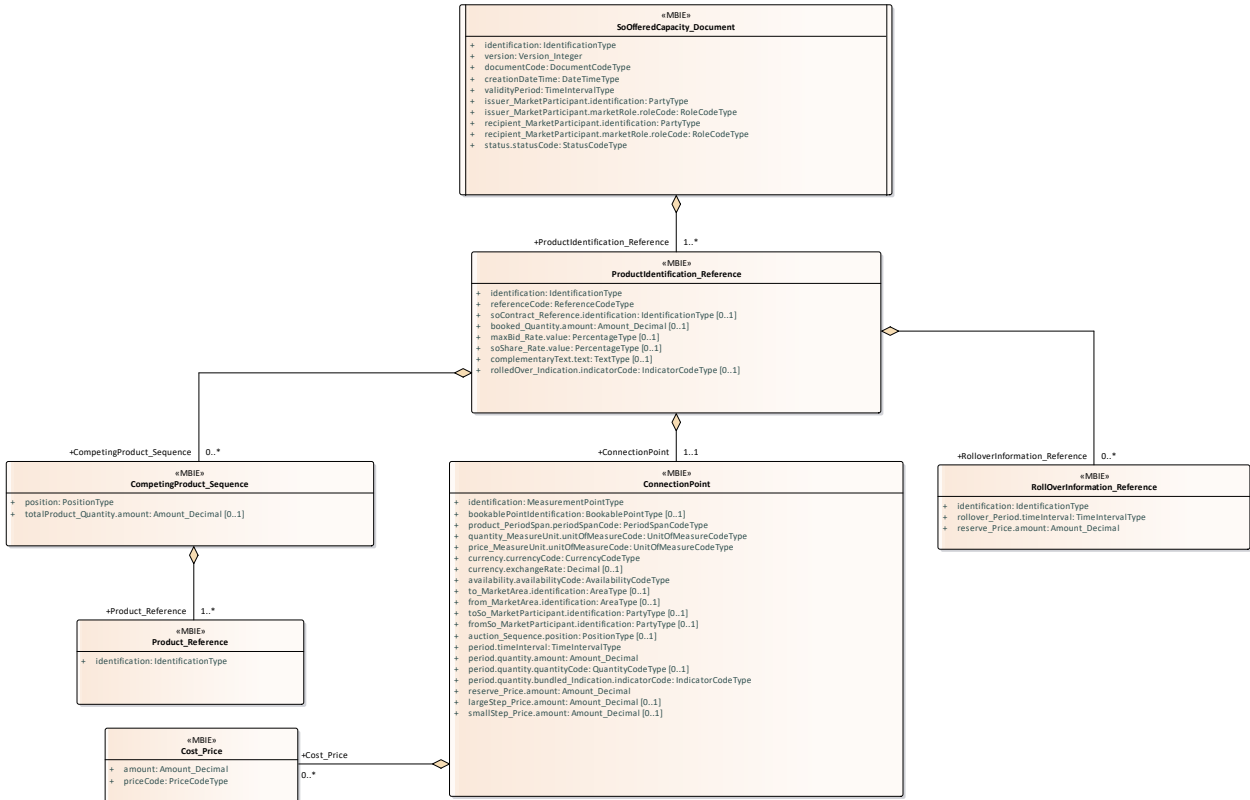 «MBIE»
SoOfferedCapacity_Document
+ identification: IdentificationType
+ version: Version_Integer
+ documentCode: DocumentCodeType
+ creationDateTime: DateTimeType
+ validityPeriod: TimeIntervalType
+ issuer_MarketParticipant.identification: PartyType
+ issuer_MarketParticipant.marketRole.roleCode: RoleCodeType
+ recipient_MarketParticipant.identification: PartyType
+ recipient_MarketParticipant.marketRole.roleCode: RoleCodeType
+ status.statusCode: StatusCodeType
+ProductIdentification_Reference 1..*
«MBIE»
ProductIdentification_Reference
+ identification: IdentificationType
+ referenceCode: ReferenceCodeType
+ soContract_Reference.identification: IdentificationType [0..1]
+ booked_Quantity.amount: Amount_Decimal [0..1]
+ maxBid_Rate.value: PercentageType [0..1]
+ soShare_Rate.value: PercentageType [0..1]
+ complementaryText.text: TextType [0..1]
+ rolledOver_Indication.indicatorCode: IndicatorCodeType [0..1]
+CompetingProduct_Sequence 0..*
«MBIE»
CompetingProduct_Sequence
+ position: PositionType
+ totalProduct_Quantity.amount: Amount_Decimal [0..1]
+Product_Reference 1..*
«MBIE»
Product_Reference
+ identification: IdentificationType
+ConnectionPoint 1..1
«MBIE»
ConnectionPoint
+ identification: MeasurementPointType
+ bookablePointIdentification: BookablePointType [0..1]
+ product_PeriodSpan.periodSpanCode: PeriodSpanCodeType
+ quantity_MeasureUnit.unitOfMeasureCode: UnitOfMeasureCodeType
+ price_MeasureUnit.unitOfMeasureCode: UnitOfMeasureCodeType
+ currency.currencyCode: CurrencyCodeType
+ currency.exchangeRate: Decimal [0..1]
+ availability.availabilityCode: AvailabilityCodeType
+ to_MarketArea.identification: AreaType [0..1]
+ from_MarketArea.identification: AreaType [0..1]
+ toSo_MarketParticipant.identification: PartyType [0..1]
+ fromSo_MarketParticipant.identification: PartyType [0..1]
+ auction_Sequence.position: PositionType [0..1]
+ period.timeInterval: TimeIntervalType
+ period.quantity.amount: Amount_Decimal
+ period.quantity.quantityCode: QuantityCodeType [0..1]
+ period.quantity.bundled_Indication.indicatorCode: IndicatorCodeType
+ reserve_Price.amount: Amount_Decimal
+ largeStep_Price.amount: Amount_Decimal [0..1]
+ smallStep_Price.amount: Amount_Decimal [0..1]
+RolloverInformation_Reference 0..*
«MBIE»
RollOverInformation_Reference
+ identification: IdentificationType
+ rollover_Period.timeInterval: TimeIntervalType
+ reserve_Price.amount: Amount_Decimal
+Cost_Price
0..*
«MBIE»
Cost_Price
+ amount: Amount_Decimal
+ priceCode: PriceCodeType